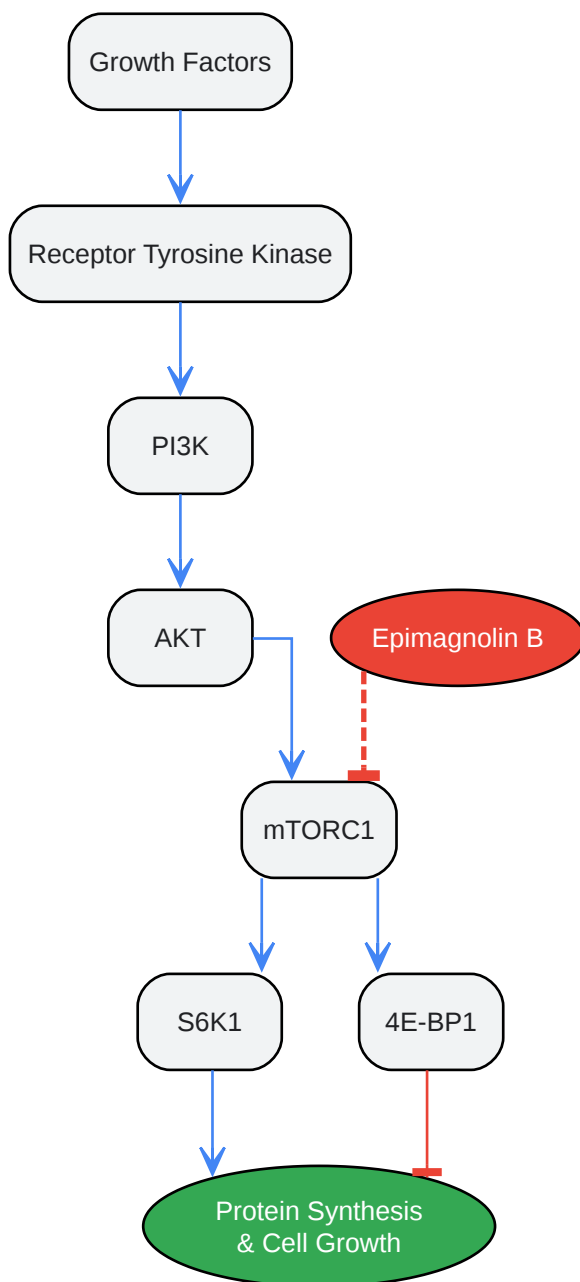 Growth Factors
Receptor Tyrosine Kinase
PI3K
AKT
Epimagnolin B
mTORC1
S6K1
4E-BP1
Protein Synthesis
& Cell Growth